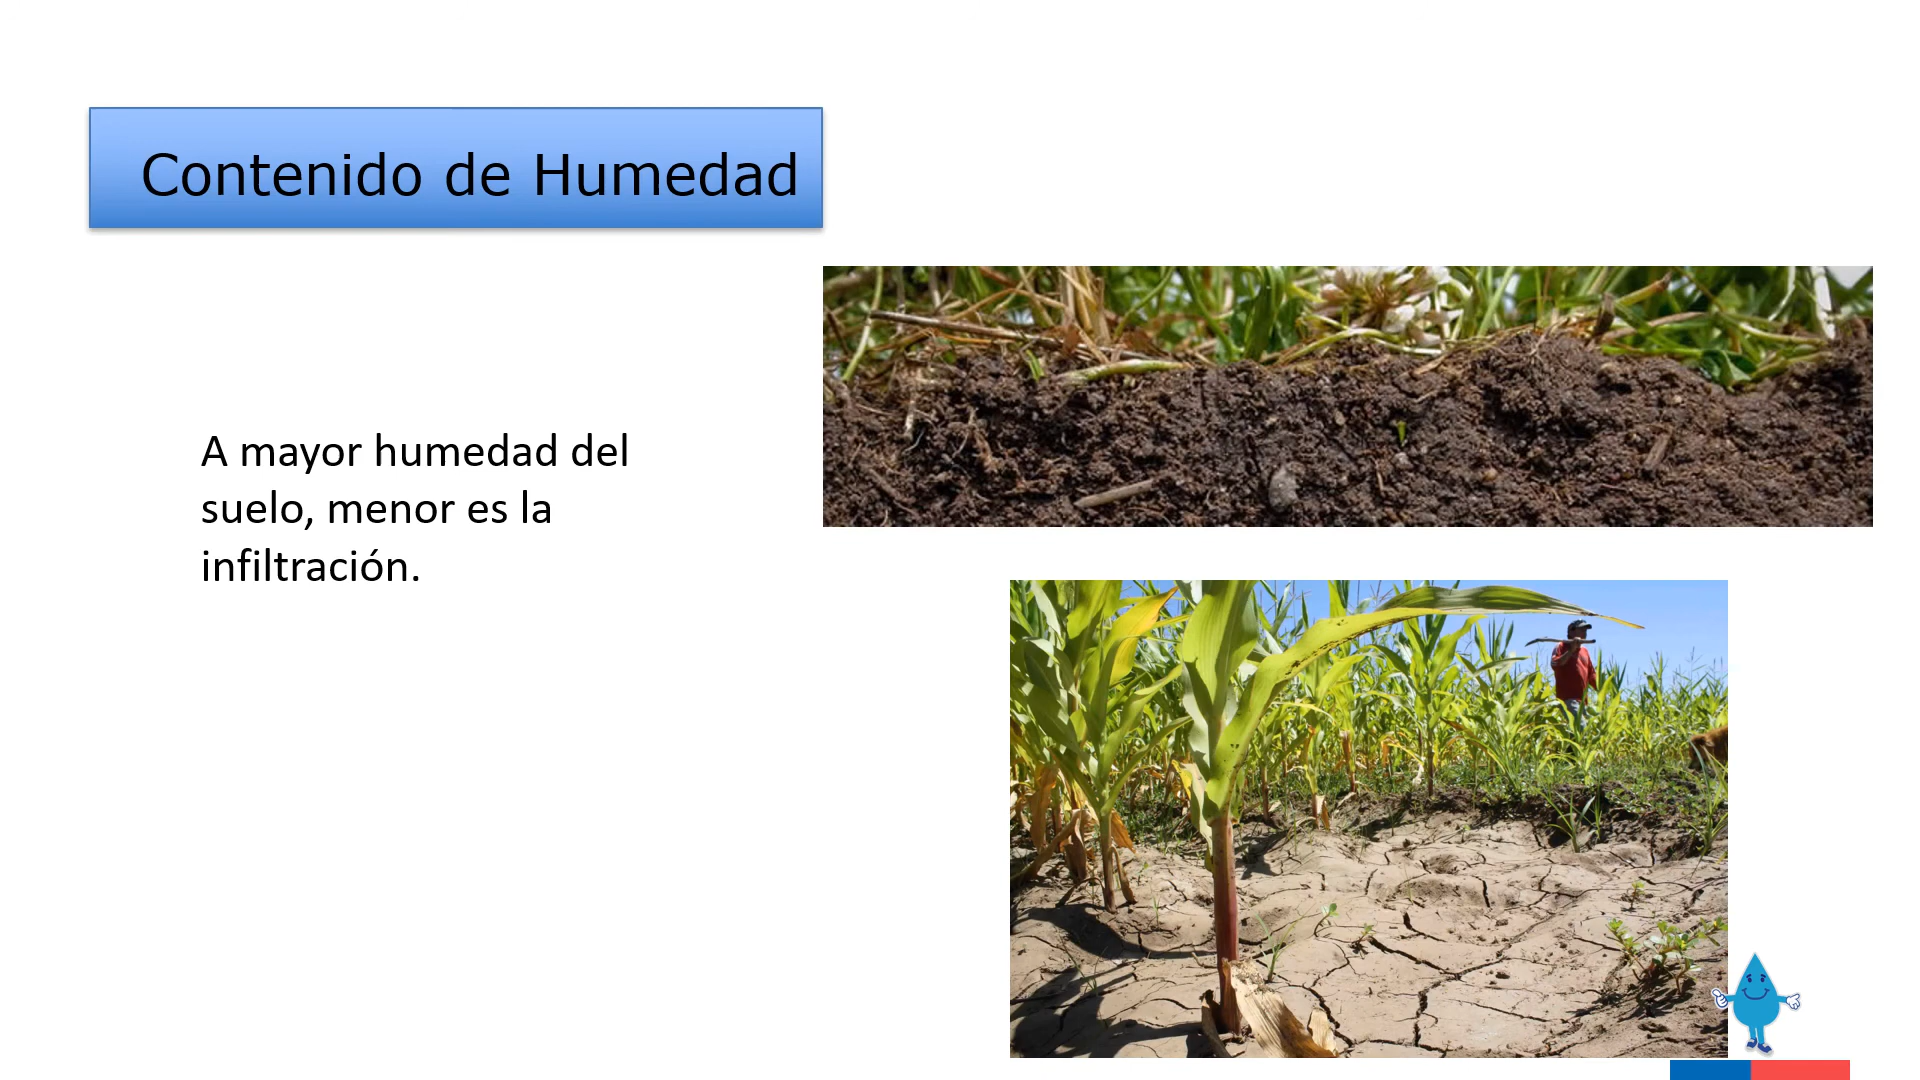 Contenido de Humedad
A mayor humedad del
suelo, menor es la
infiltración.